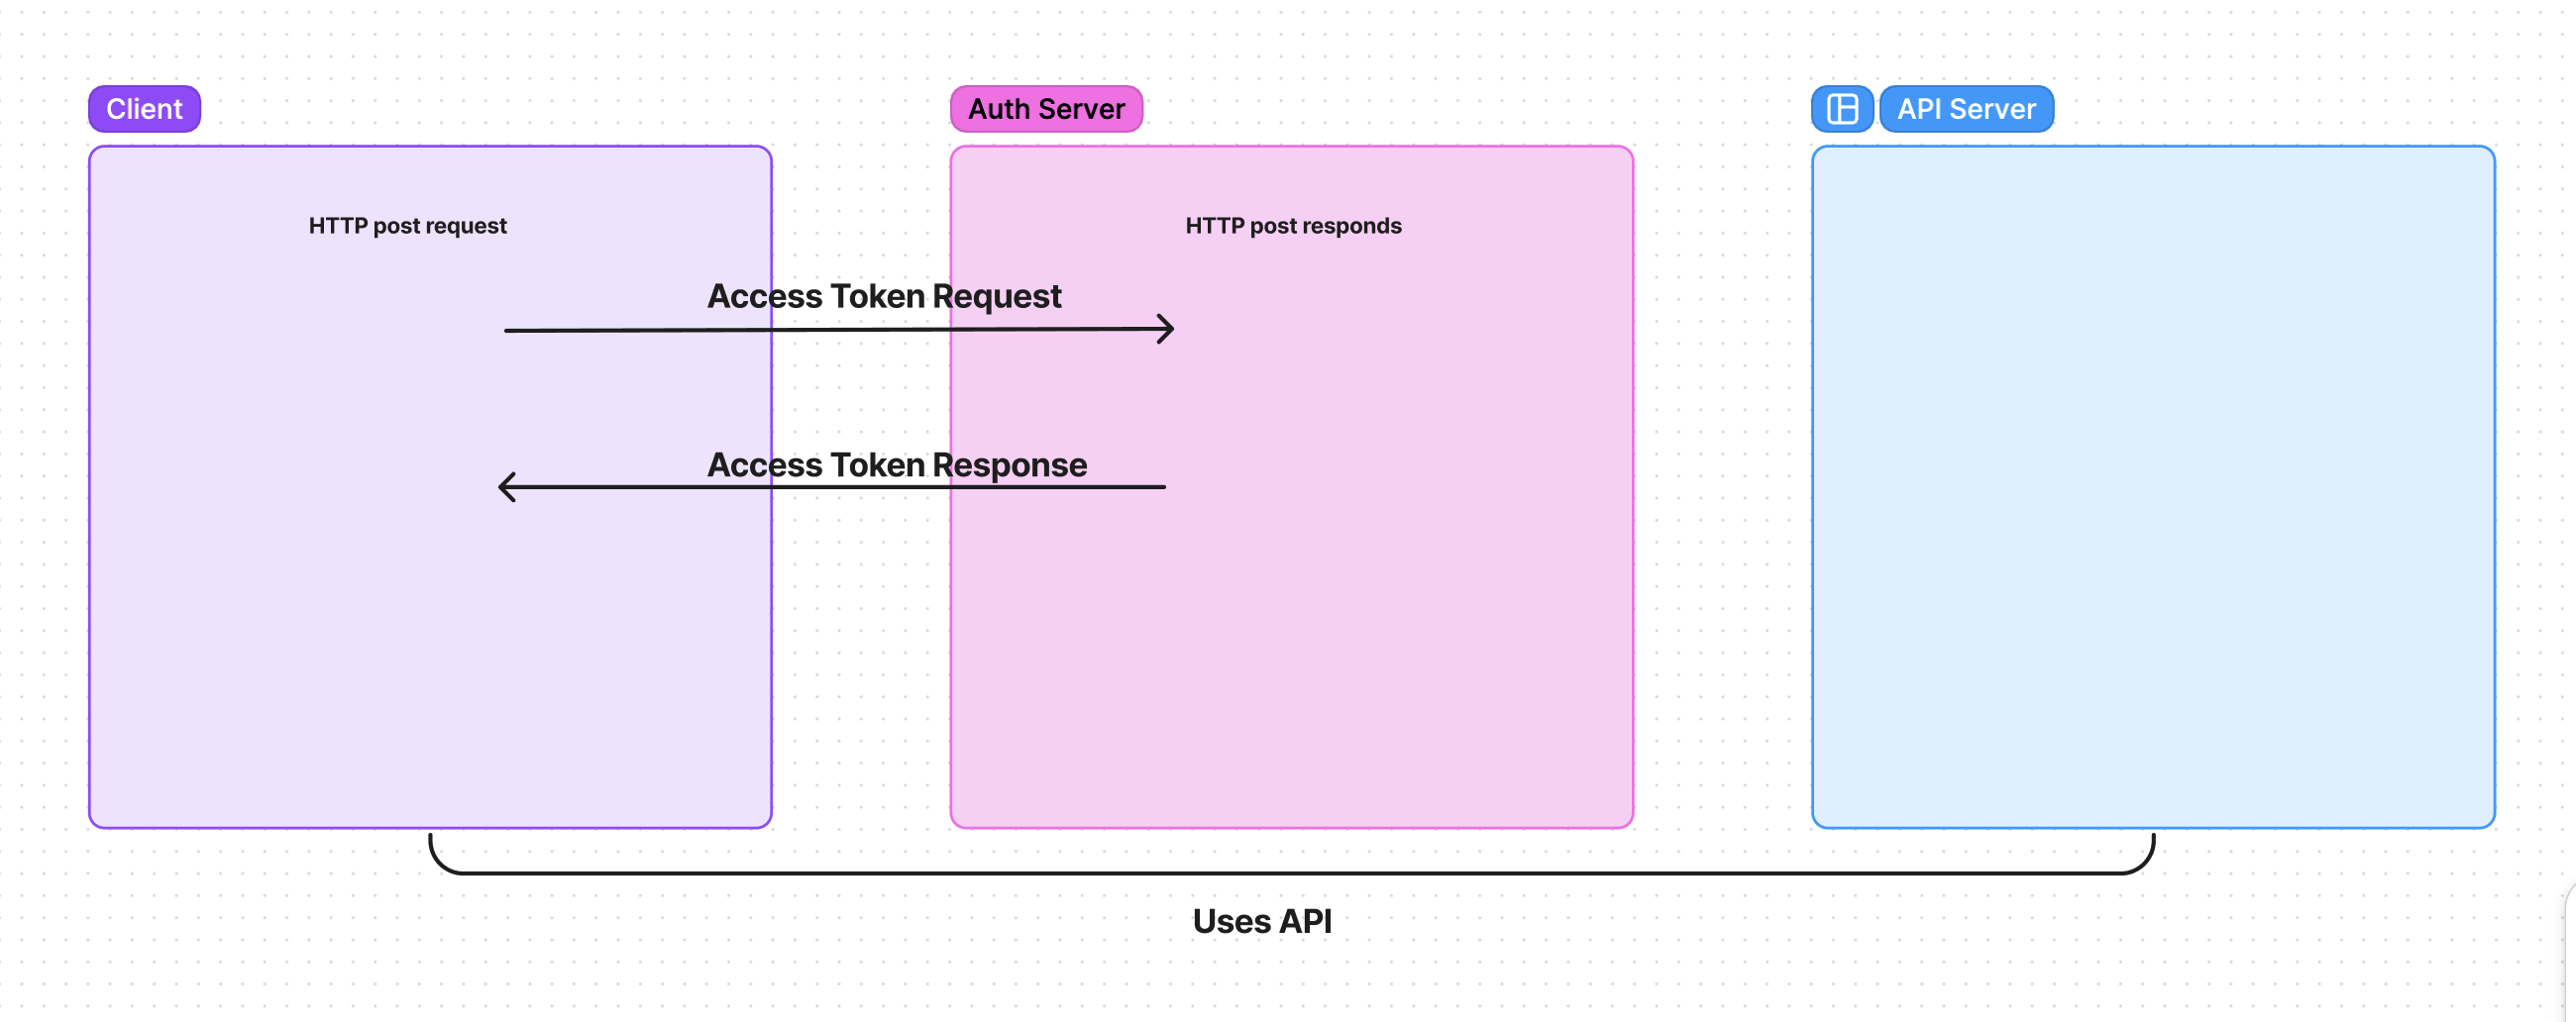 Client
Auth Server
API Server
HTTP post request
HTTP post responds
Access Token Request
Access Token Response
Uses API